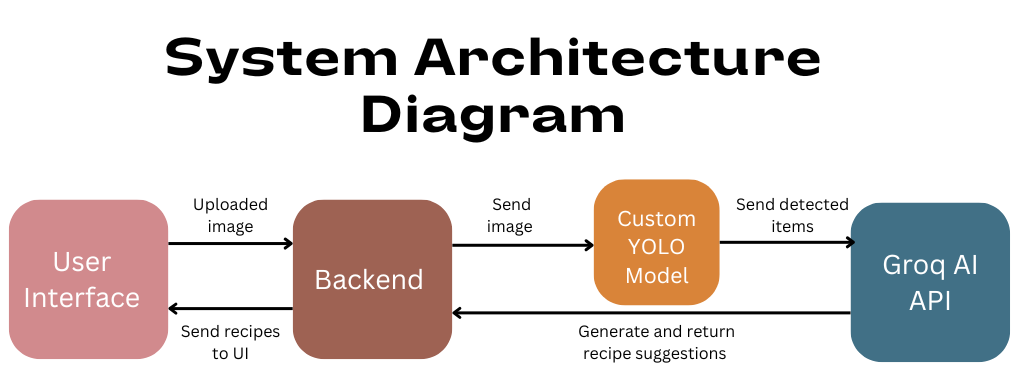 System Architecture
Diagram
Uploaded
image
Send
image
Send detected
items
User
Interface
Backend
Custom
YOLO
Model
Groq AI
API
Send recipes
to UI
Generate and return
recipe suggestions